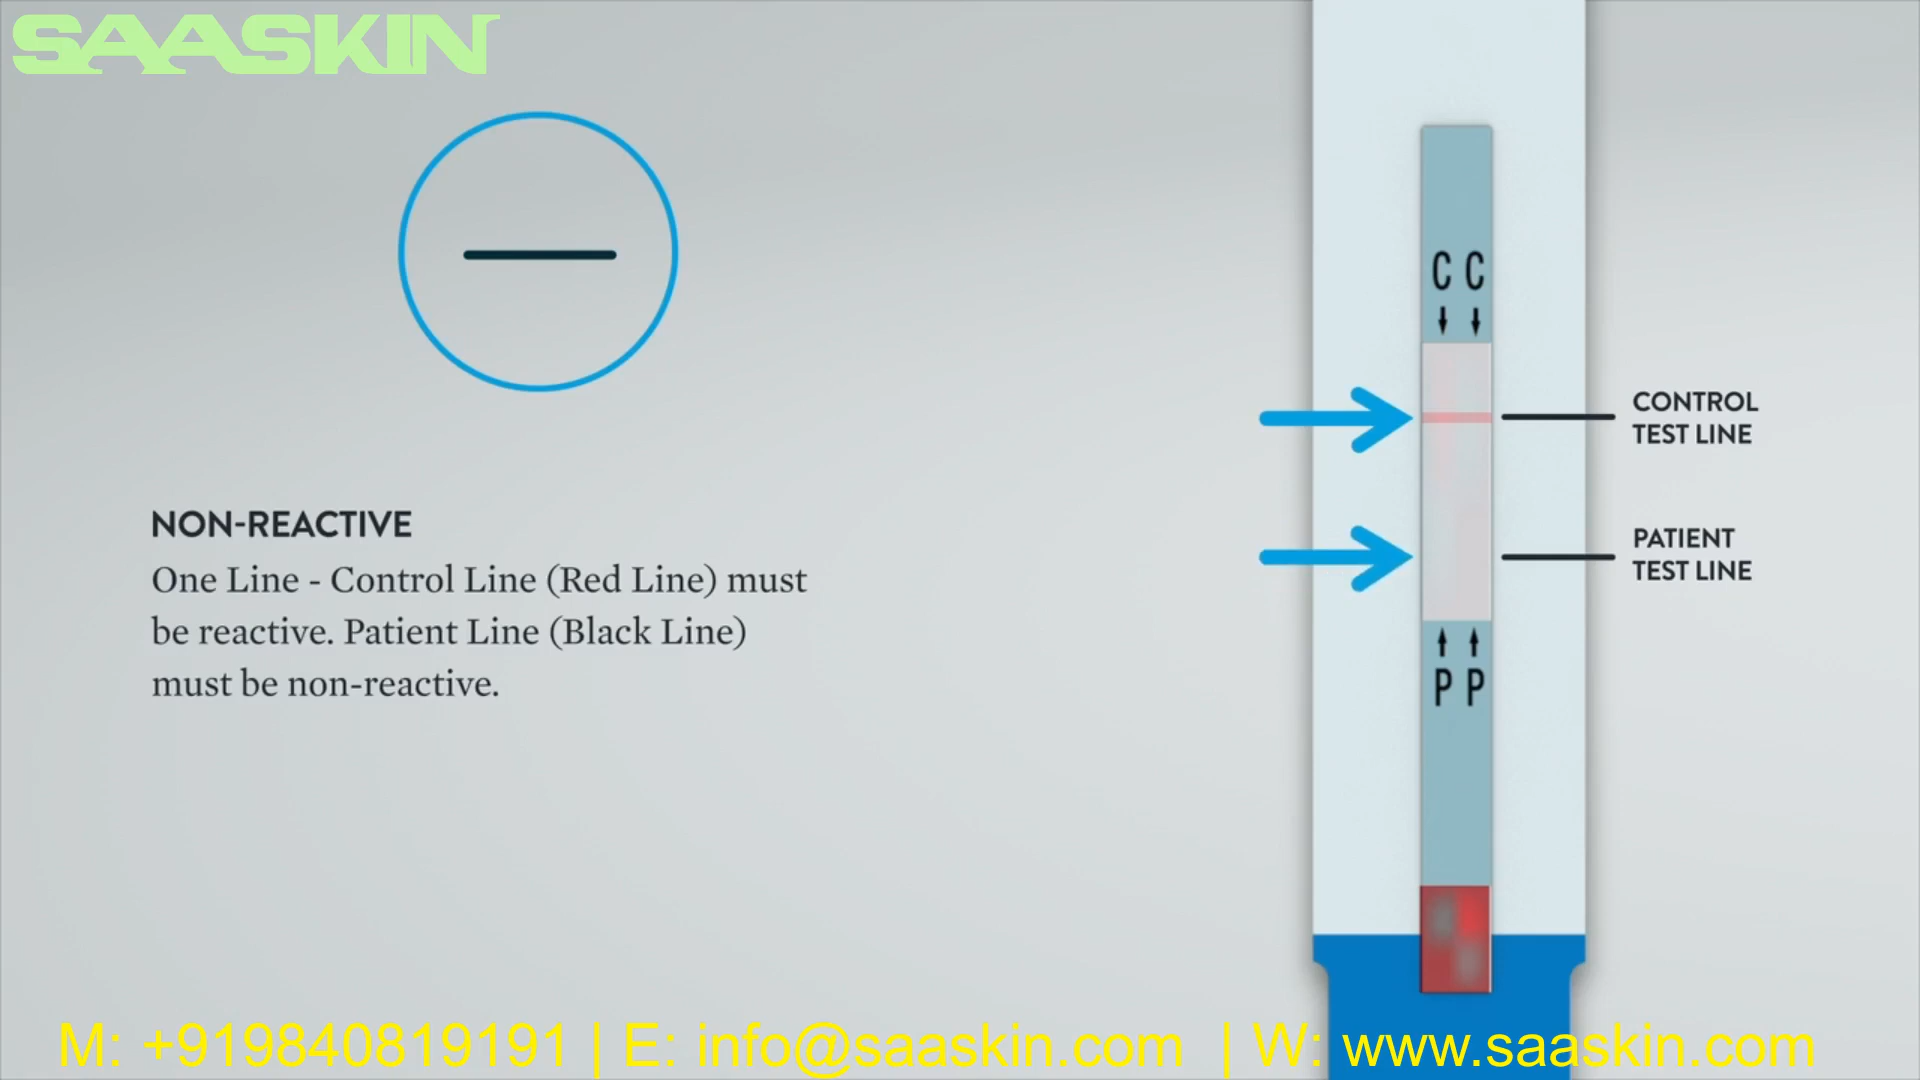 SAASKIN
NON-REACTIVE
One Line - Control Line (Red Line) must
be reactive. Patient Line (Black Line)
must be non-reactive.
C C
CONTROL
TEST LINE
PATIENT
TEST LINE
P P
M: +919840819191 | E: info@saaskin.com | W: www.saaskin.com